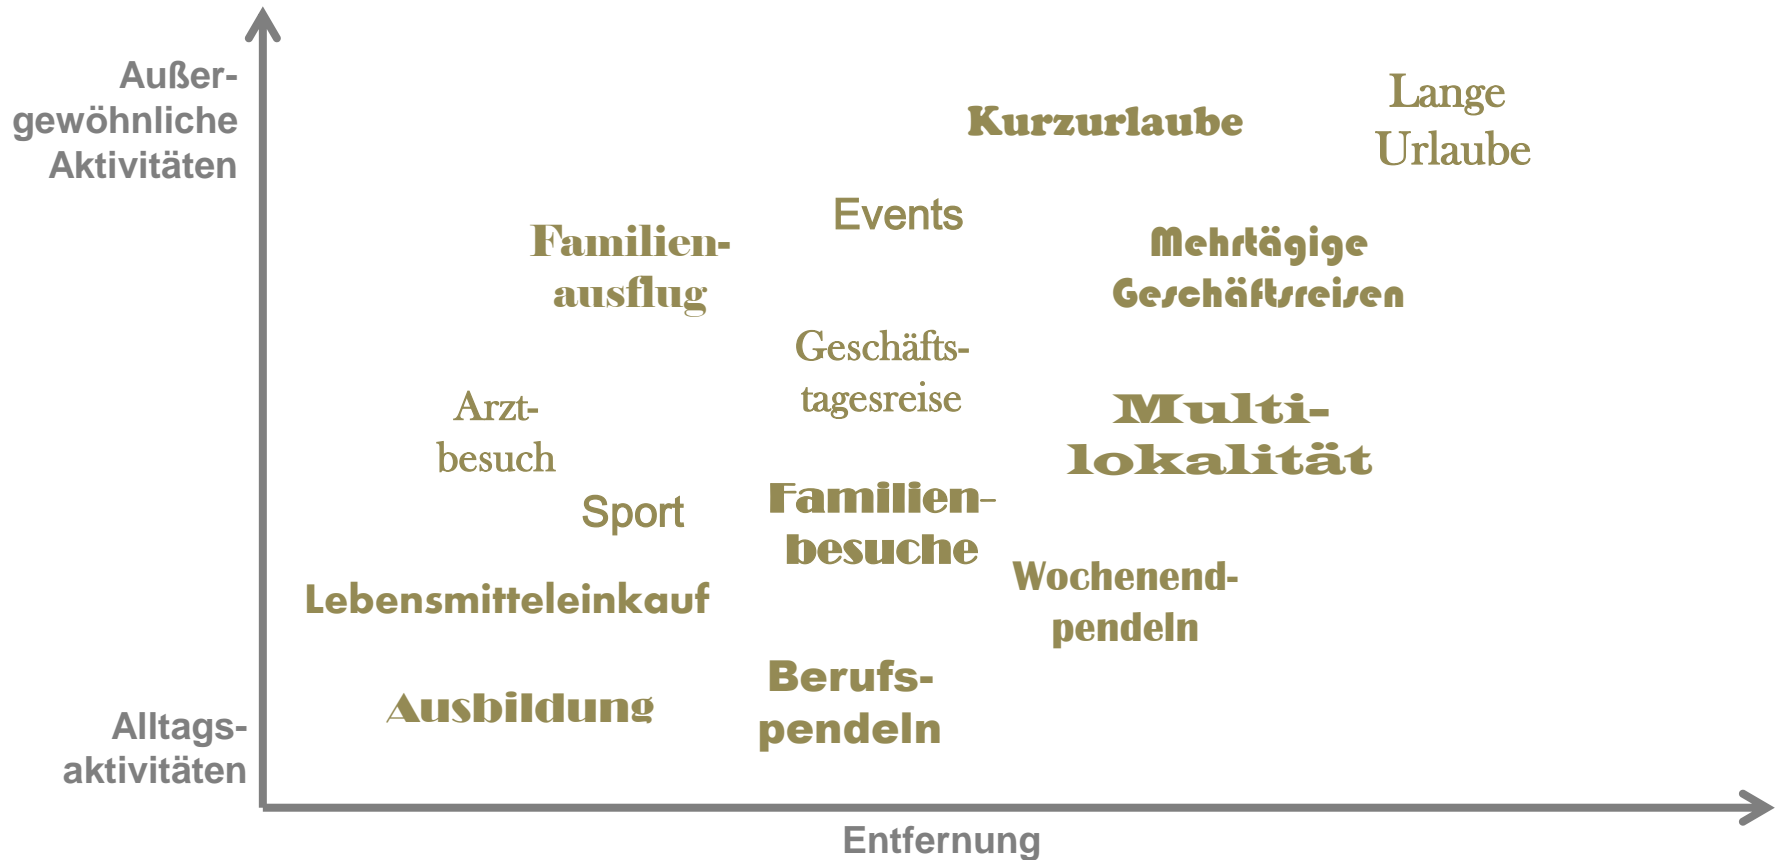 Außer-
gewöhnliche
Aktivitäten
Kurzurlaube
Lange
Urlaube
Events
Familien-
ausflug
Mehrtägige
Geschäftsreisen
Geschäfts-
tagesreise
Arzt-
besuch
Multi-
lokalität
Sport
Familien-
besuche
Lebensmitteleinkauf
Wochenend-
pendeln
Ausbildung
Berufs-
pendeln
Alltags-
aktivitäten
Entfernung